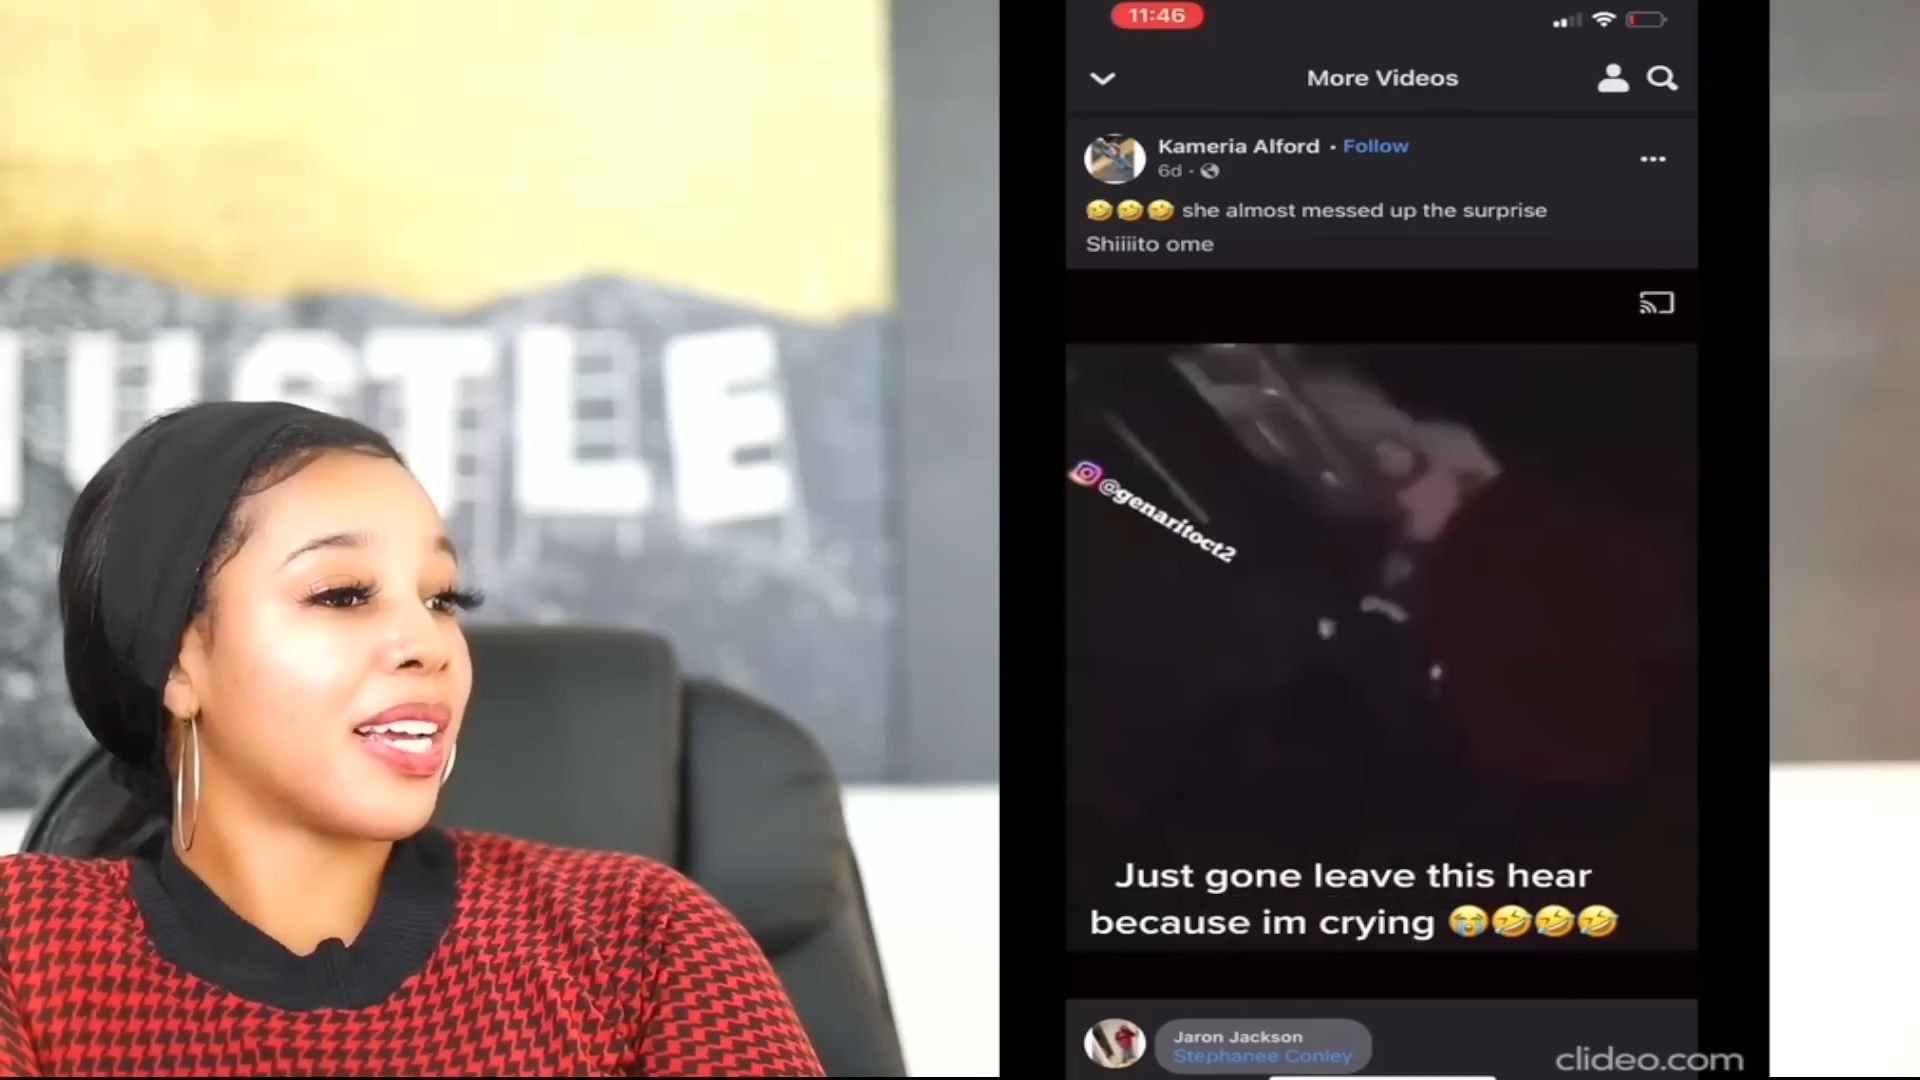 HUSTLE
11:46
More Videos
Kameria Alford · Follow
6d ·
🤣🤣🤣 she almost messed up the surprise
Shiiiito ome
@genaritoct2
Just gone leave this hear
because im crying 😭🤣🤣🤣
Jaron Jackson
Stephanee Conley
clideo.com